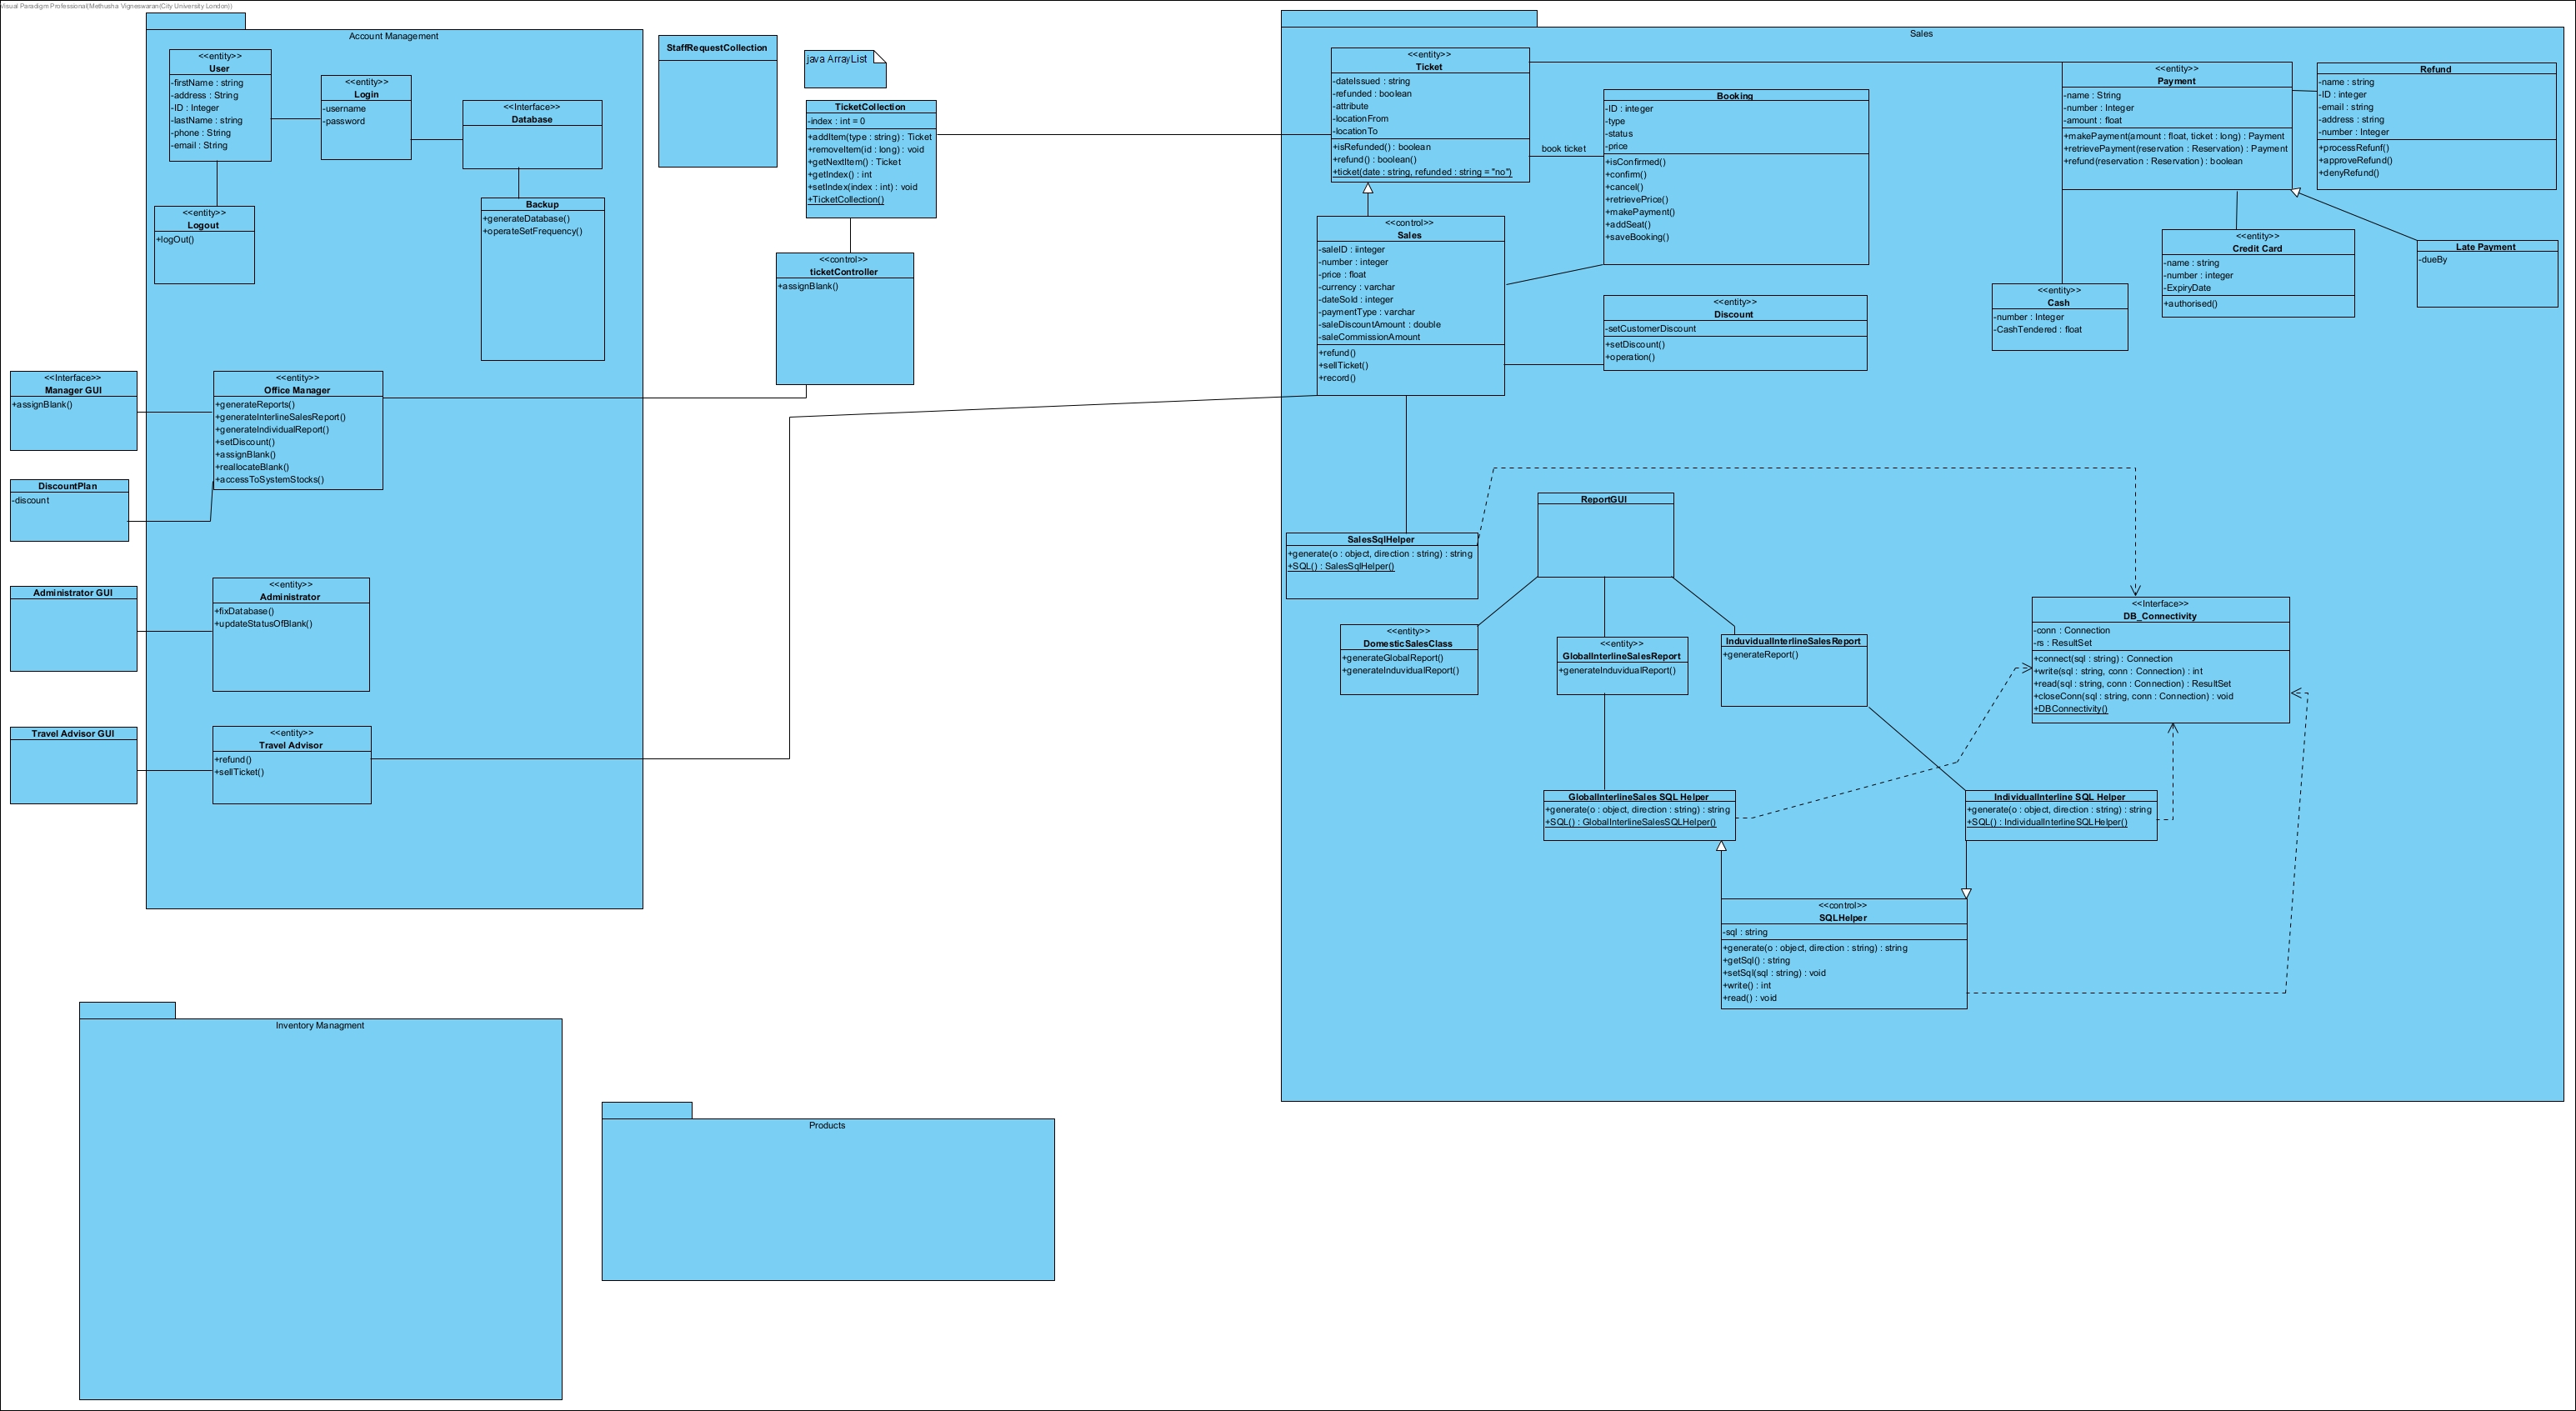 Visual Paradigm Professional(Methusha Vigneswaran(City University London))
Account Management
<<entity>>
User
-firstName : string
-address : String
-ID : Integer
-lastName : string
-phone : String
-email : String
<<entity>>
Login
-username
-password
<<Interface>>
Database
<<entity>>
Logout
+logOut()
Backup
+generateDatabase()
+operateSetFrequency()
<<Interface>>
Manager GUI
+assignBlank()
<<entity>>
Office Manager
+generateReports()
+generateInterlineSalesReport()
+generateIndividualReport()
+setDiscount()
+assignBlank()
+reallocateBlank()
+accessToSystemStocks()
DiscountPlan
-discount
Administrator GUI
<<entity>>
Administrator
+fixDatabase()
+updateStatusOfBlank()
Travel Advisor GUI
<<entity>>
Travel Advisor
+refund()
+sellTicket()
StaffRequestCollection
java ArrayList
TicketCollection
-index : int = 0
+addItem(type : string) : Ticket
+removeItem(id : long) : void
+getNextItem() : Ticket
+getIndex() : int
+setIndex(index : int) : void
+TicketCollection()
<<control>>
ticketController
+assignBlank()
Sales
<<entity>>
Ticket
-dateIssued : string
-refunded : boolean
-attribute
-locationFrom
-locationTo
+isRefunded() : boolean
+refund() : boolean()
+ticket(date : string, refunded : string = "no")
book ticket
Booking
-ID : integer
-type
-status
-price
+isConfirmed()
+confirm()
+cancel()
+retrievePrice()
+makePayment()
+addSeat()
+saveBooking()
<<entity>>
Payment
-name : String
-number : Integer
-amount : float
+makePayment(amount : float, ticket : long) : Payment
+retrievePayment(reservation : Reservation) : Payment
+refund(reservation : Reservation) : boolean
Refund
-name : string
-ID : integer
-email : string
-address : string
-number : Integer
+processRefunf()
+approveRefund()
+denyRefund()
<<control>>
Sales
-saleID : iinteger
-number : integer
-price : float
-currency : varchar
-dateSold : integer
-paymentType : varchar
-saleDiscountAmount : double
-saleCommissionAmount
+refund()
+sellTicket()
+record()
<<entity>>
Discount
-setCustomerDiscount
+setDiscount()
+operation()
<<entity>>
Cash
-number : Integer
-CashTendered : float
<<entity>>
Credit Card
-name : string
-number : integer
-ExpiryDate
+authorised()
Late Payment
-dueBy
SalesSqlHelper
+generate(o : object, direction : string) : string
+SQL() : SalesSqlHelper()
ReportGUI
<<entity>>
DomesticSalesClass
+generateGlobalReport()
+generateInduvidualReport()
<<entity>>
GlobalInterlineSalesReport
+generateInduvidualReport()
InduvidualInterlineSalesReport
+generateReport()
<<Interface>>
DB_Connectivity
-conn : Connection
-rs : ResultSet
+connect(sql : string) : Connection
+write(sql : string, conn : Connection) : int
+read(sql : string, conn : Connection) : ResultSet
+closeConn(sql : string, conn : Connection) : void
+DBConnectivity()
GlobalInterlineSales SQL Helper
+generate(o : object, direction : string) : string
+SQL() : GlobalInterlineSalesSQLHelper()
IndividualInterline SQL Helper
+generate(o : object, direction : string) : string
+SQL() : IndividualInterlineSQLHelper()
<<control>>
SQLHelper
-sql : string
+generate(o : object, direction : string) : string
+getSql() : string
+setSql(sql : string) : void
+write() : int
+read() : void
Inventory Managment
Products